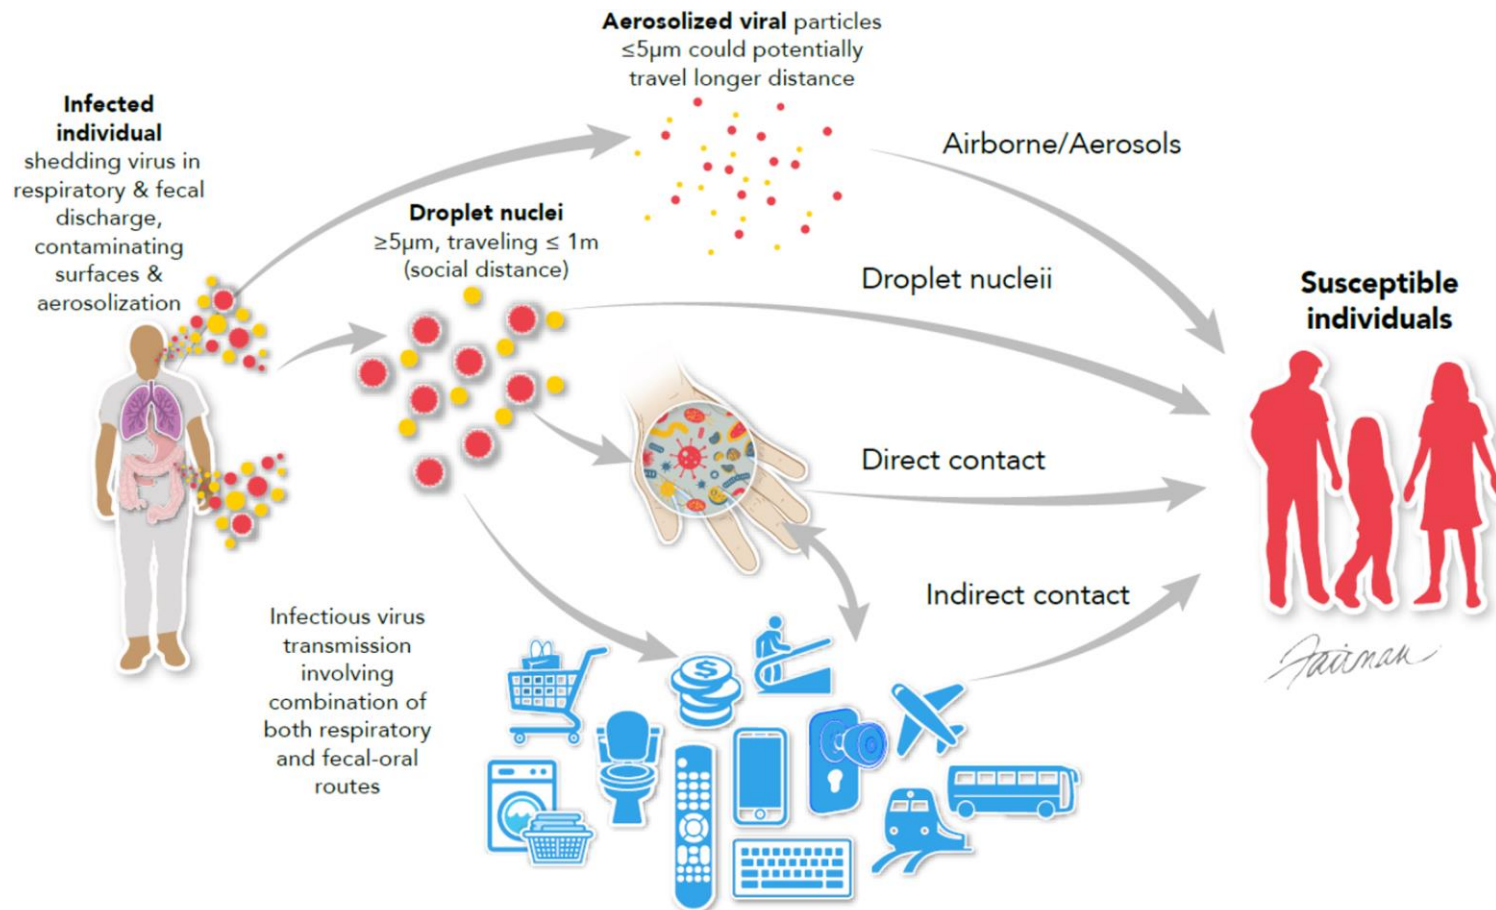 Aerosolized viral particles
≤5µm could potentially
travel longer distance
Infected
individual
shedding virus in
respiratory & fecal
discharge,
contaminating
surfaces &
aerosolization
Droplet nuclei
≥5µm, traveling ≤ 1m
(social distance)
Airborne/Aerosols
Droplet nucleii
Direct contact
Indirect contact
Susceptible
individuals
Infectious virus
transmission
involving
combination of
both respiratory
and fecal-oral
routes
$
Fairman